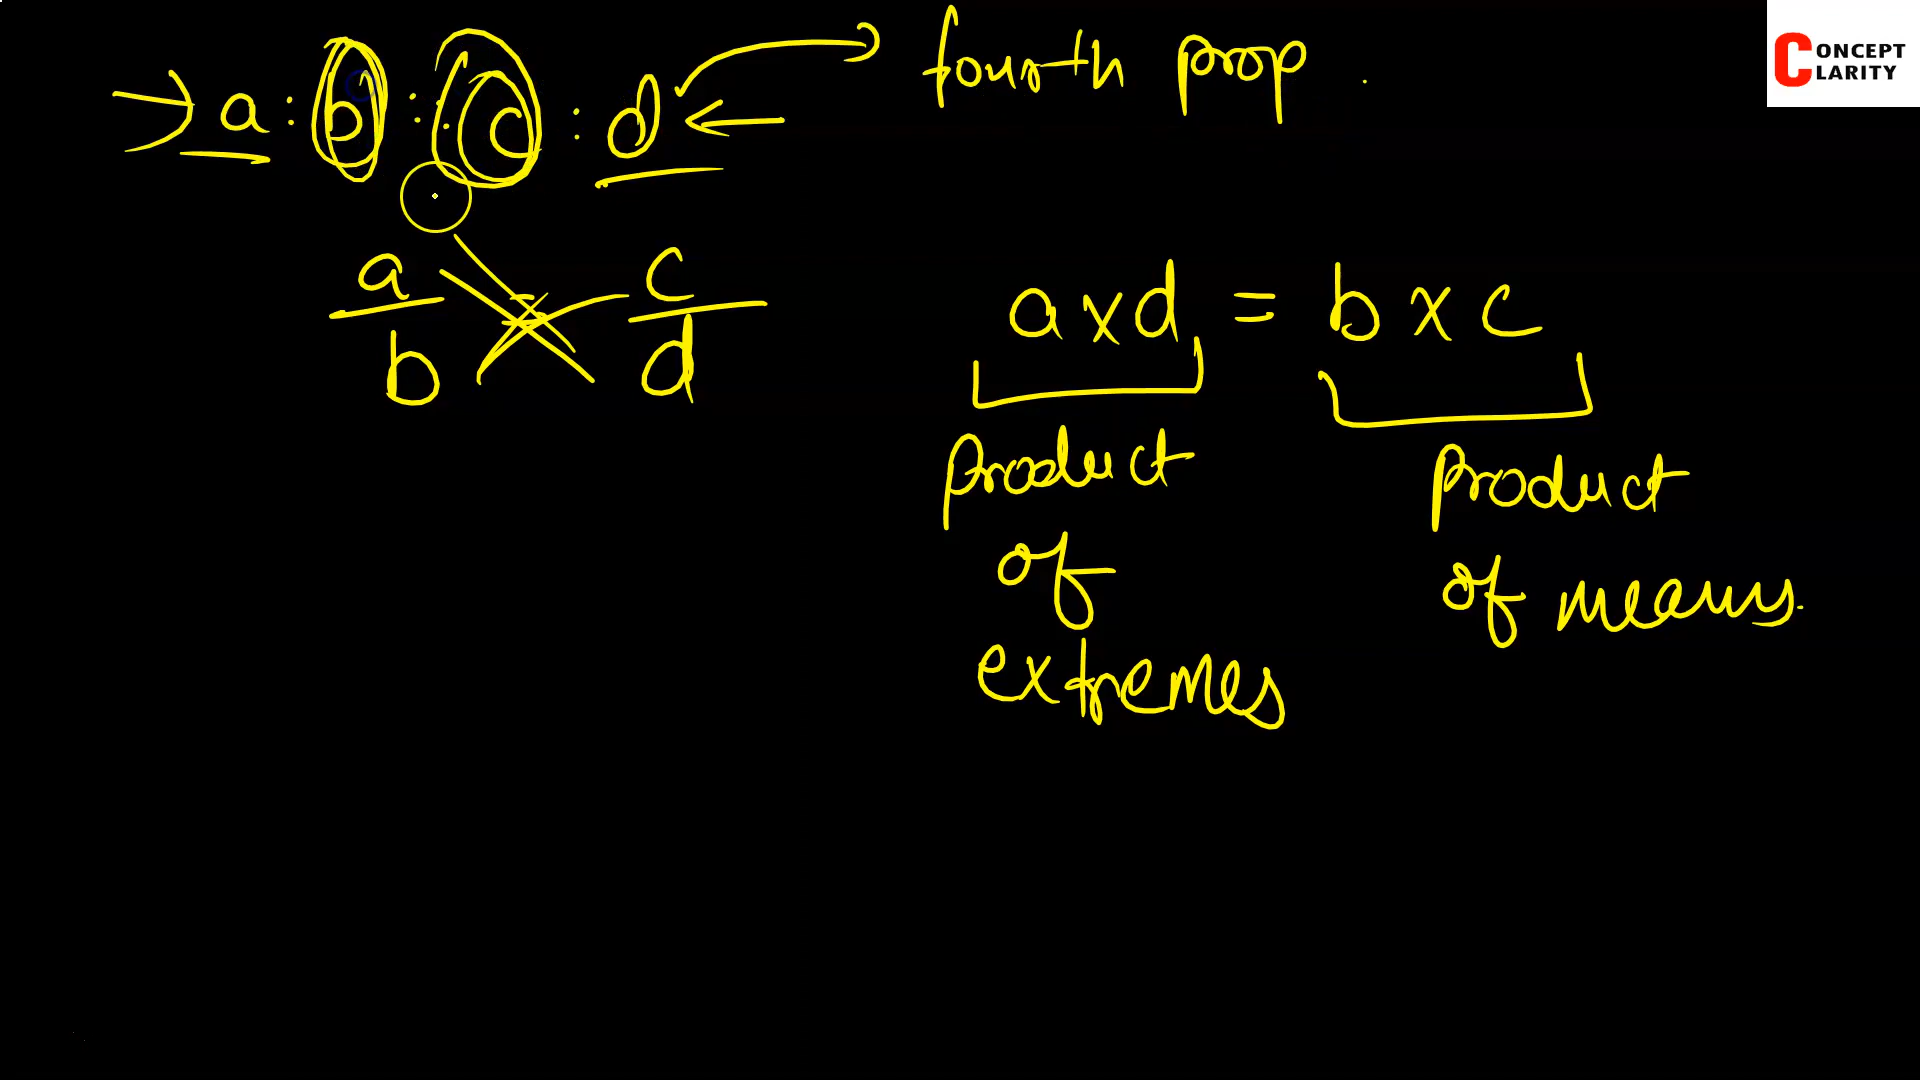 a : b :: c : d
fourth prop.
CONCEPT
CLARITY
a/b = c/d
a x d = b x c
product of extremes
product of means.